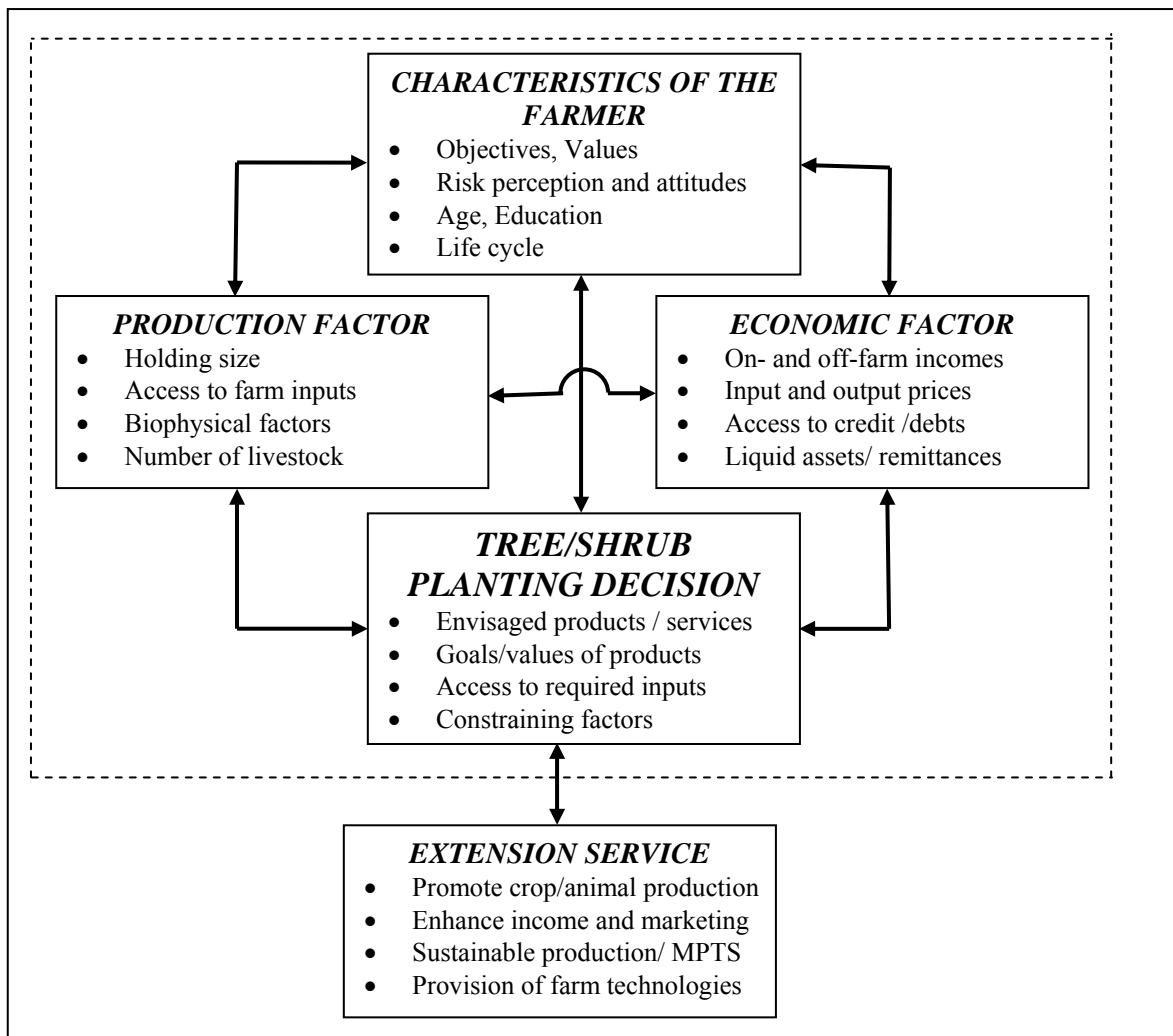 CHARACTERISTICS OF THE
FARMER
• Objectives, Values
• Risk perception and attitudes
• Age, Education
• Life cycle
PRODUCTION FACTOR
• Holding size
• Access to farm inputs
• Biophysical factors
• Number of livestock
ECONOMIC FACTOR
• On- and off-farm incomes
• Input and output prices
• Access to credit /debts
• Liquid assets/ remittances
TREE/SHRUB
PLANTING DECISION
• Envisaged products / services
• Goals/values of products
• Access to required inputs
• Constraining factors
EXTENSION SERVICE
• Promote crop/animal production
• Enhance income and marketing
• Sustainable production/ MPTS
• Provision of farm technologies